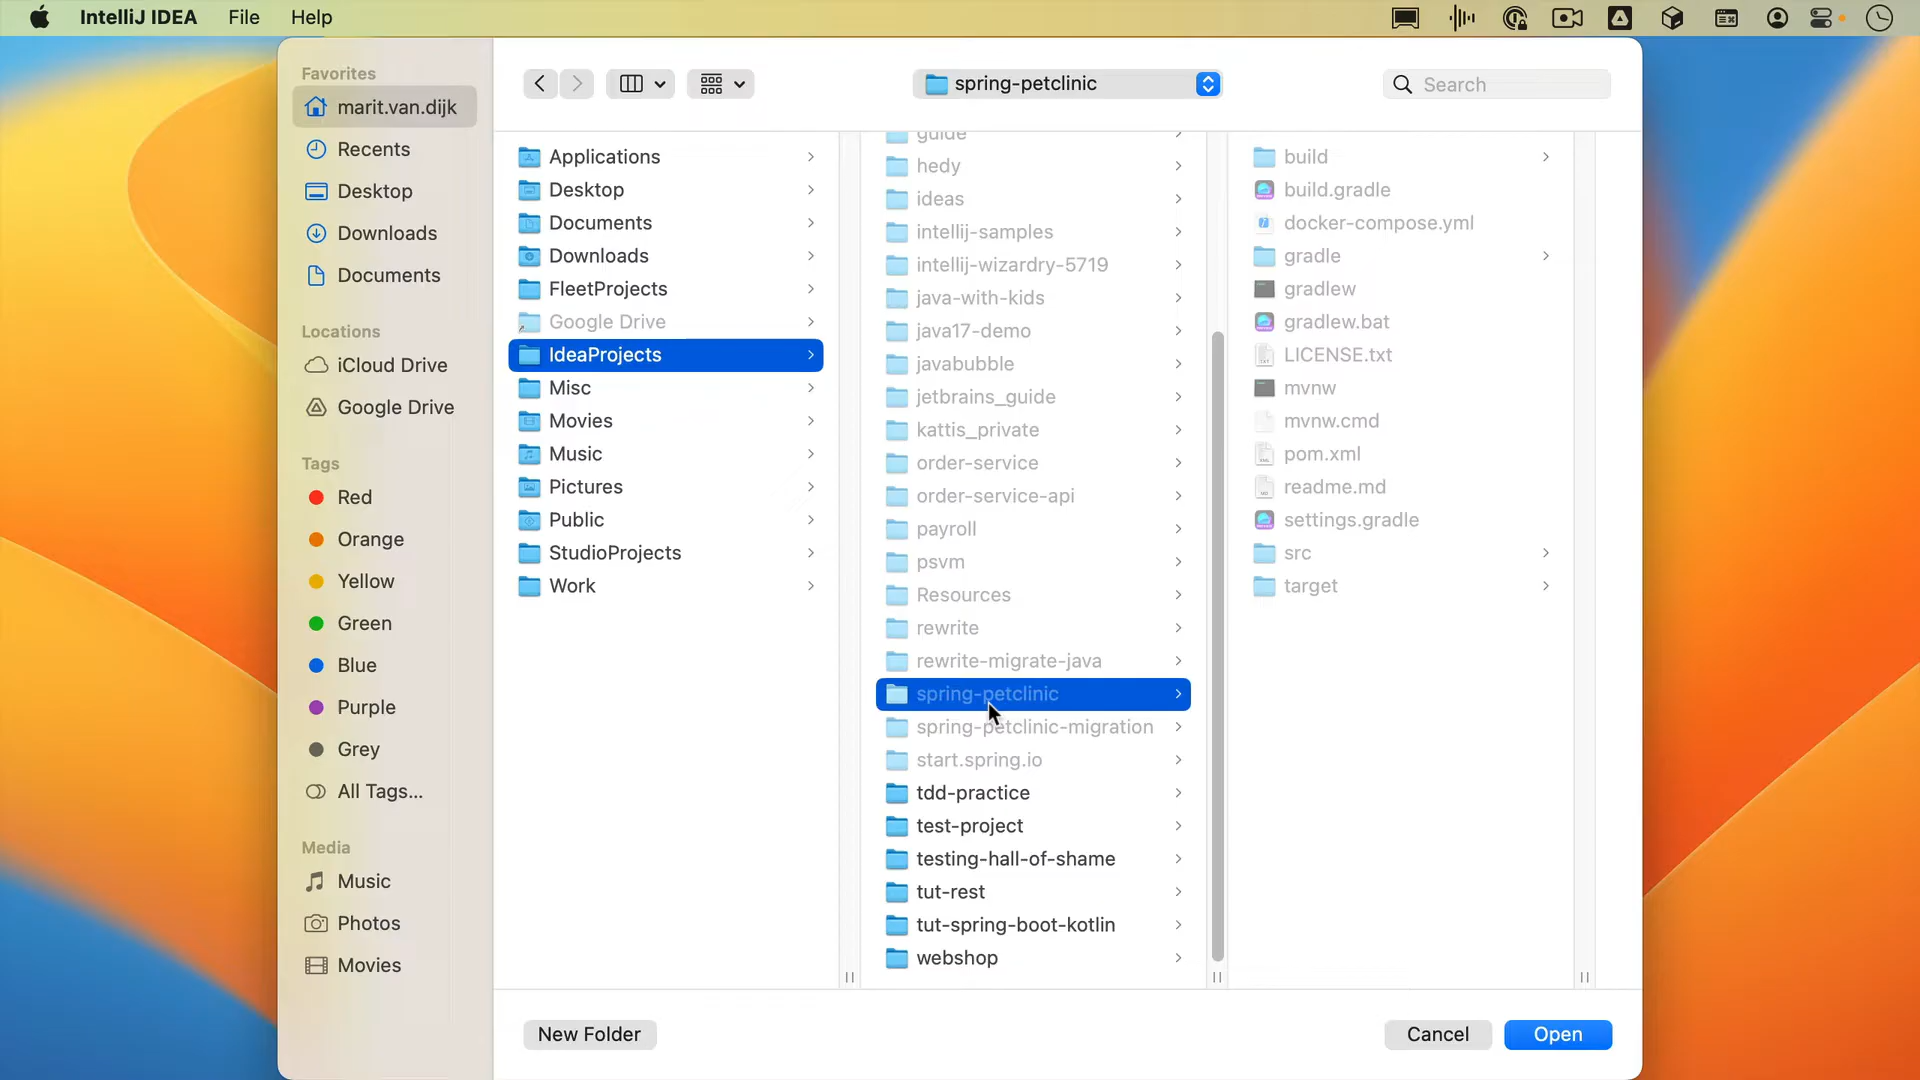 IntelliJ IDEA File Help
Favorites
marit.van.dijk
Recents
Desktop
Downloads
Documents
Locations
iCloud Drive
Google Drive
Tags
Red
Orange
Yellow
Green
Blue
Purple
Grey
All Tags...
Media
Music
Photos
Movies
spring-petclinic
Search
Applications
Desktop
Documents
Downloads
FleetProjects
Google Drive
IdeaProjects
Misc
Movies
Music
Pictures
Public
StudioProjects
Work
guide
hedy
ideas
intellij-samples
intellij-wizardry-5719
java-with-kids
java17-demo
javabubble
jetbrains_guide
kattis_private
order-service
order-service-api
payroll
psvm
Resources
rewrite
rewrite-migrate-java
spring-petclinic
spring-petclinic-migration
start.spring.io
tdd-practice
test-project
testing-hall-of-shame
tut-rest
tut-spring-boot-kotlin
webshop
build
build.gradle
docker-compose.yml
gradle
gradlew
gradlew.bat
LICENSE.txt
mvnw
mvnw.cmd
pom.xml
readme.md
settings.gradle
src
target
New Folder
Cancel
Open